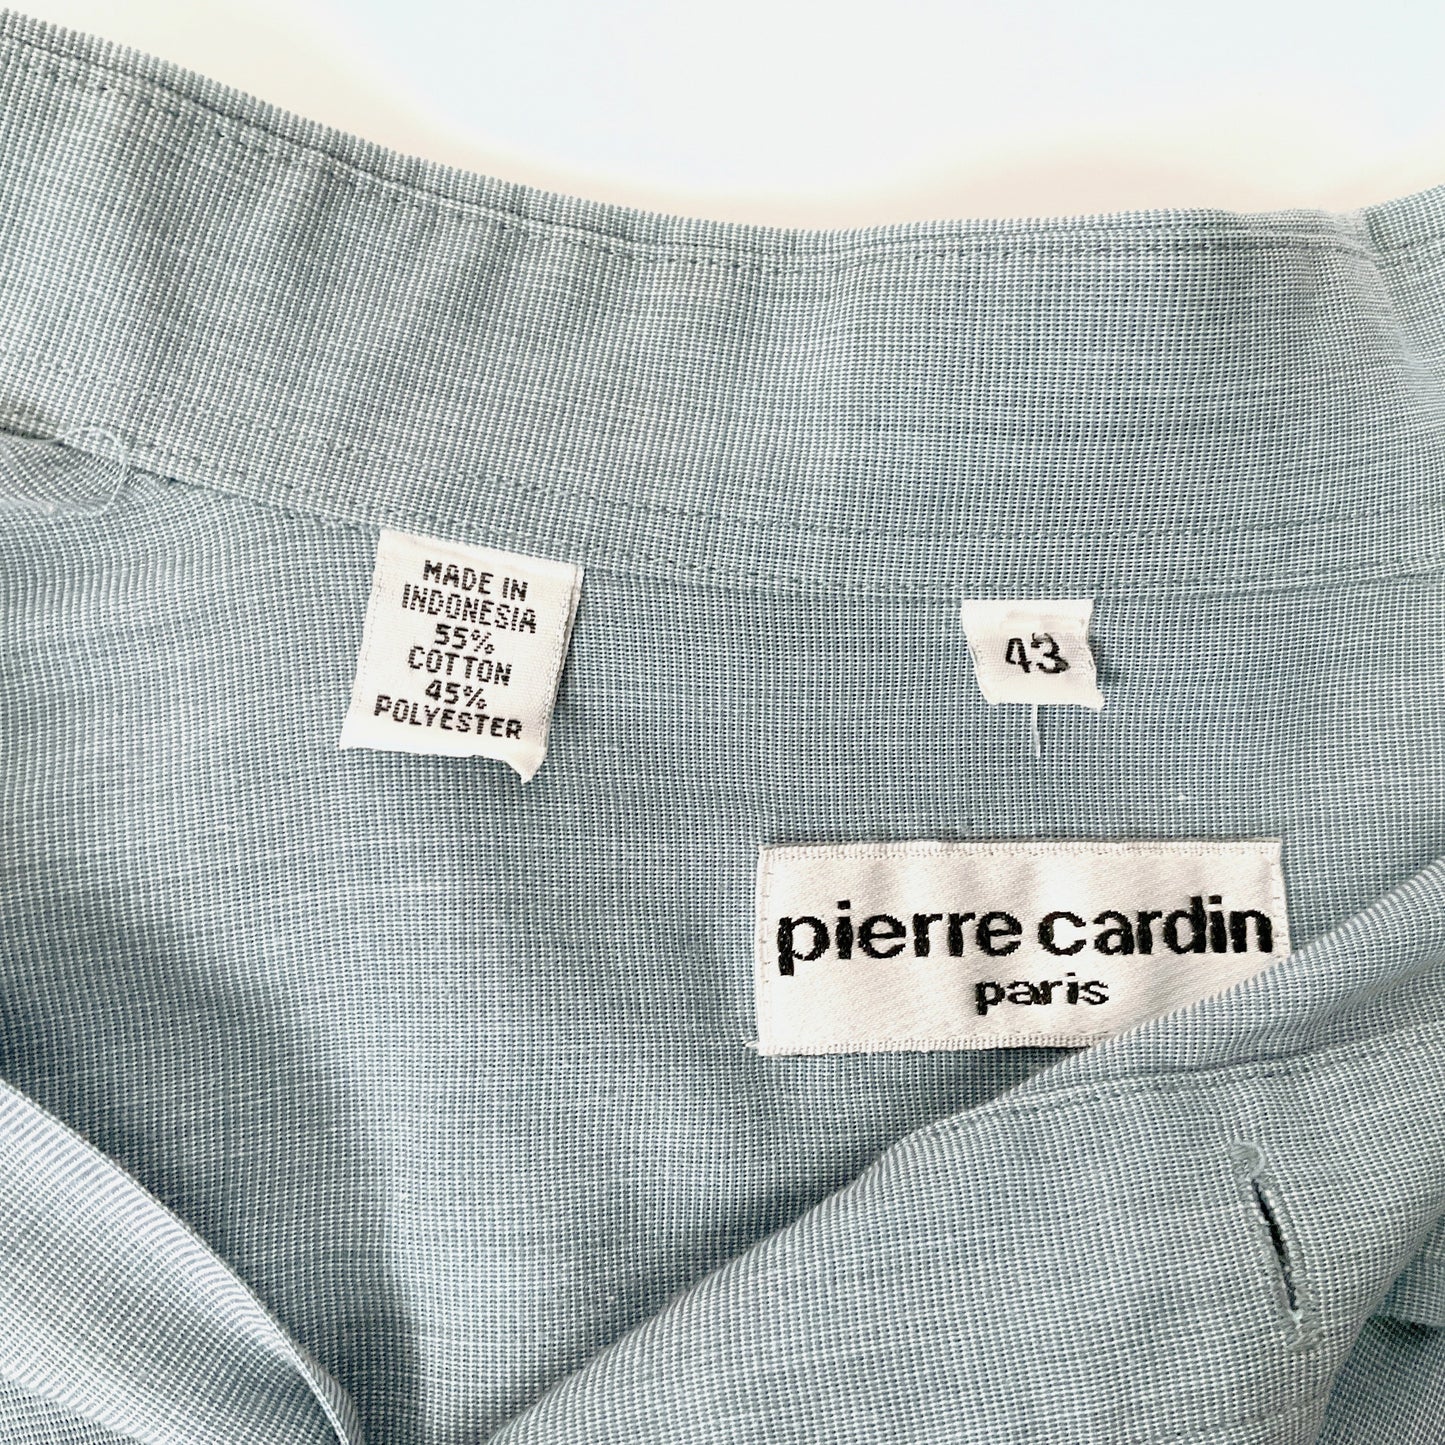 MADE IN
INDONESIA
55%
COTTON
45%
POLYESTER
43
pierre cardin
paris